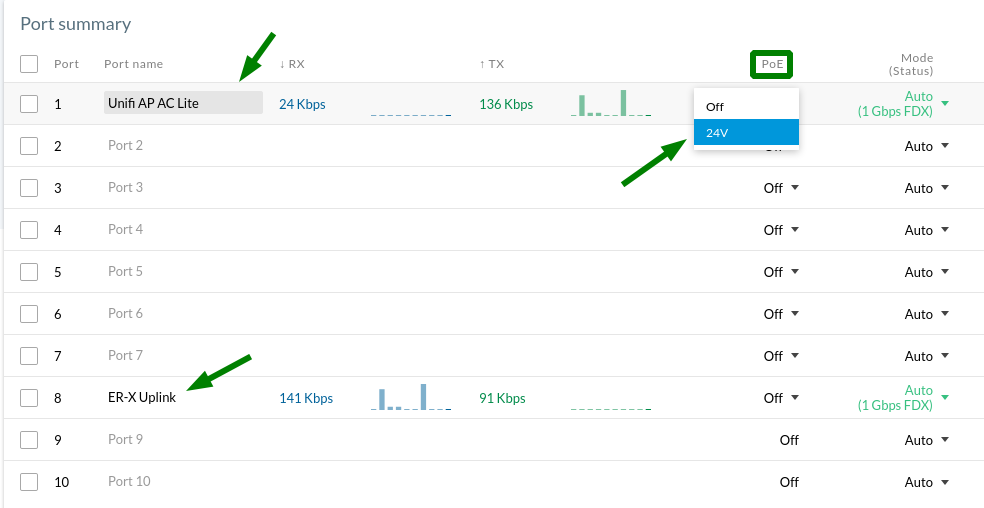 Port summary
Port Port name ↓ RX ↑ TX PoE Mode (Status)
1 Unifi AP AC Lite 24 Kbps 136 Kbps Off Auto (1 Gbps FDX)
24V
2 Port 2 Off Auto
3 Port 3 Off Auto
4 Port 4 Off Auto
5 Port 5 Off Auto
6 Port 6 Off Auto
7 Port 7 Off Auto
8 ER-X Uplink 141 Kbps 91 Kbps Off Auto (1 Gbps FDX)
9 Port 9 Off Auto
10 Port 10 Off Auto